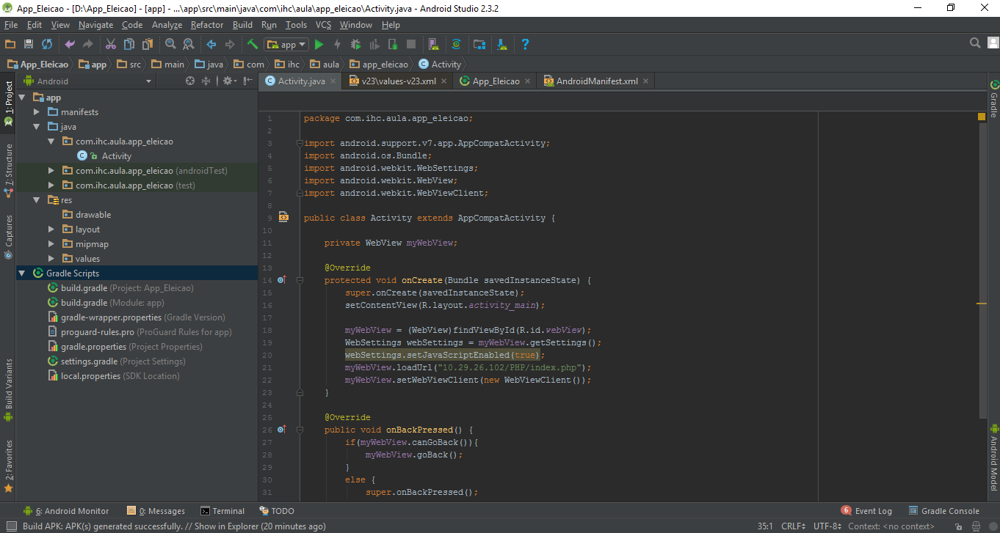 App_Eleicao - [D:\App_Eleicao] - [app] - ...\app\src\main\java\com\ihc\aula\app_eleicao\Activity.java - Android Studio 2.3.2
File Edit View Navigate Code Analyze Refactor Build Run Tools VCS Window Help
app
App_Eleicao app src main java com ihc aula app_eleicao Activity
Android
Activity.java v23\values-v23.xml App_Eleicao AndroidManifest.xml
1: Project
7: Structure
Captures
Build Variants
2: Favorites
app
manifests
java
com.ihc.aula.app_eleicao
Activity
com.ihc.aula.app_eleicao (androidTest)
com.ihc.aula.app_eleicao (test)
res
drawable
layout
mipmap
values
Gradle Scripts
build.gradle (Project: App_Eleicao)
build.gradle (Module: app)
gradle-wrapper.properties (Gradle Version)
proguard-rules.pro (ProGuard Rules for app)
gradle.properties (Project Properties)
settings.gradle (Project Settings)
local.properties (SDK Location)
1 package com.ihc.aula.app_eleicao;
2
3 import android.support.v7.app.AppCompatActivity;
4 import android.os.Bundle;
5 import android.webkit.WebSettings;
6 import android.webkit.WebView;
7 import android.webkit.WebViewClient;
8
9 public class Activity extends AppCompatActivity {
10
11 private WebView myWebView;
12
13 @Override
14 protected void onCreate(Bundle savedInstanceState) {
15 super.onCreate(savedInstanceState);
16 setContentView(R.layout.activity_main);
17
18 myWebView = (WebView)findViewById(R.id.webView);
19 WebSettings webSettings = myWebView.getSettings();
20 webSettings.setJavaScriptEnabled(true);
21 myWebView.loadUrl("10.29.26.102/PHP/index.php");
22 myWebView.setWebViewClient(new WebViewClient());
23 }
24
25 @Override
26 public void onBackPressed() {
27 if(myWebView.canGoBack()){
28 myWebView.goBack();
29 }
30 else {
31 super.onBackPressed();
Gradle
Android Model
6: Android Monitor 0: Messages Terminal TODO 6 Event Log Gradle Console
Build APK: APK(s) generated successfully. // Show in Explorer (20 minutes ago) 35:1 CRLF UTF-8 Context: <no context>